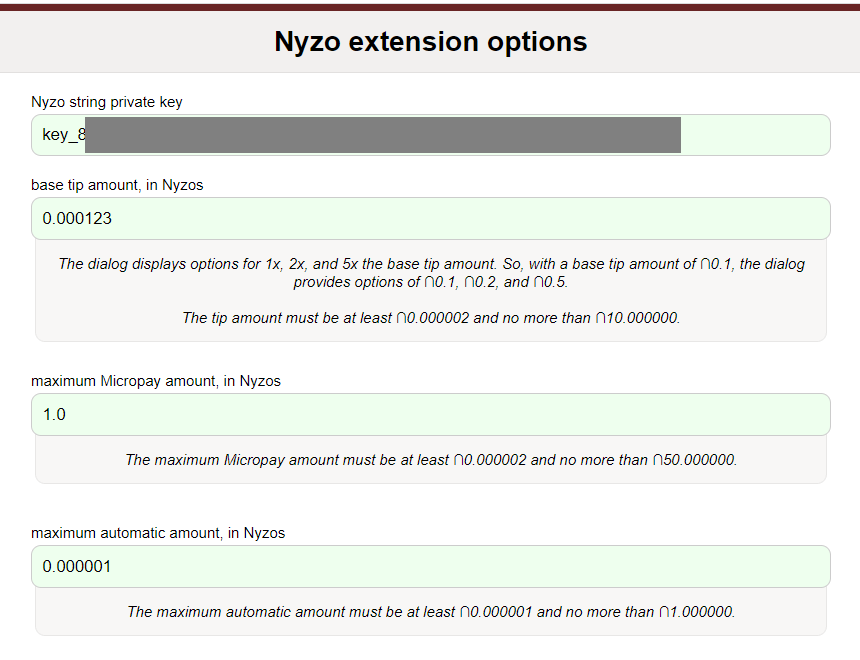 Nyzo extension options
Nyzo string private key
key_8
base tip amount, in Nyzos
0.000123
The dialog displays options for 1x, 2x, and 5x the base tip amount. So, with a base tip amount of ∩0.1, the dialog
provides options of ∩0.1, ∩0.2, and ∩0.5.
The tip amount must be at least ∩0.000002 and no more than ∩10.000000.
maximum Micropay amount, in Nyzos
1.0
The maximum Micropay amount must be at least ∩0.000002 and no more than ∩50.000000.
maximum automatic amount, in Nyzos
0.000001
The maximum automatic amount must be at least ∩0.000001 and no more than ∩1.000000.